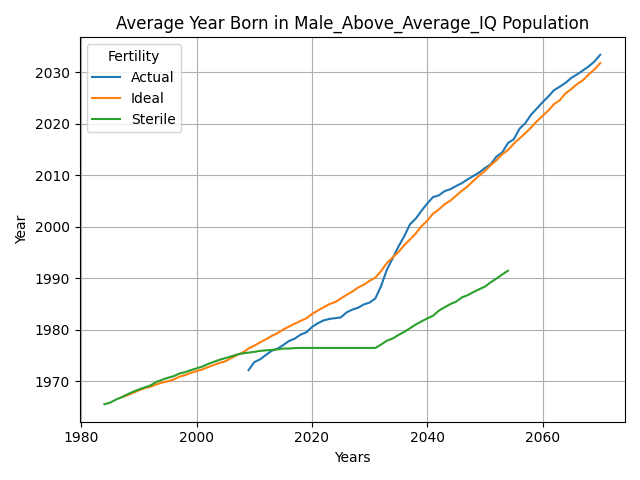 Average Year Born in Male_Above_Average_IQ Population
Fertility
Actual
Ideal
Sterile
Year
2030
2020
2010
2000
1990
1980
1970
1980 2000 2020 2040 2060
Years